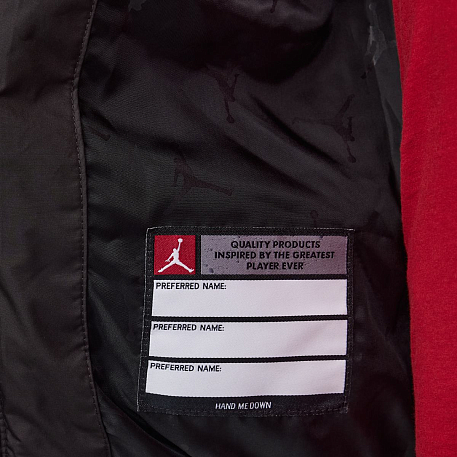 QUALITY PRODUCTS
INSPIRED BY THE GREATEST
PLAYER EVER
PREFERRED NAME:
PREFERRED NAME:
PREFERRED NAME:
HAND ME DOWN